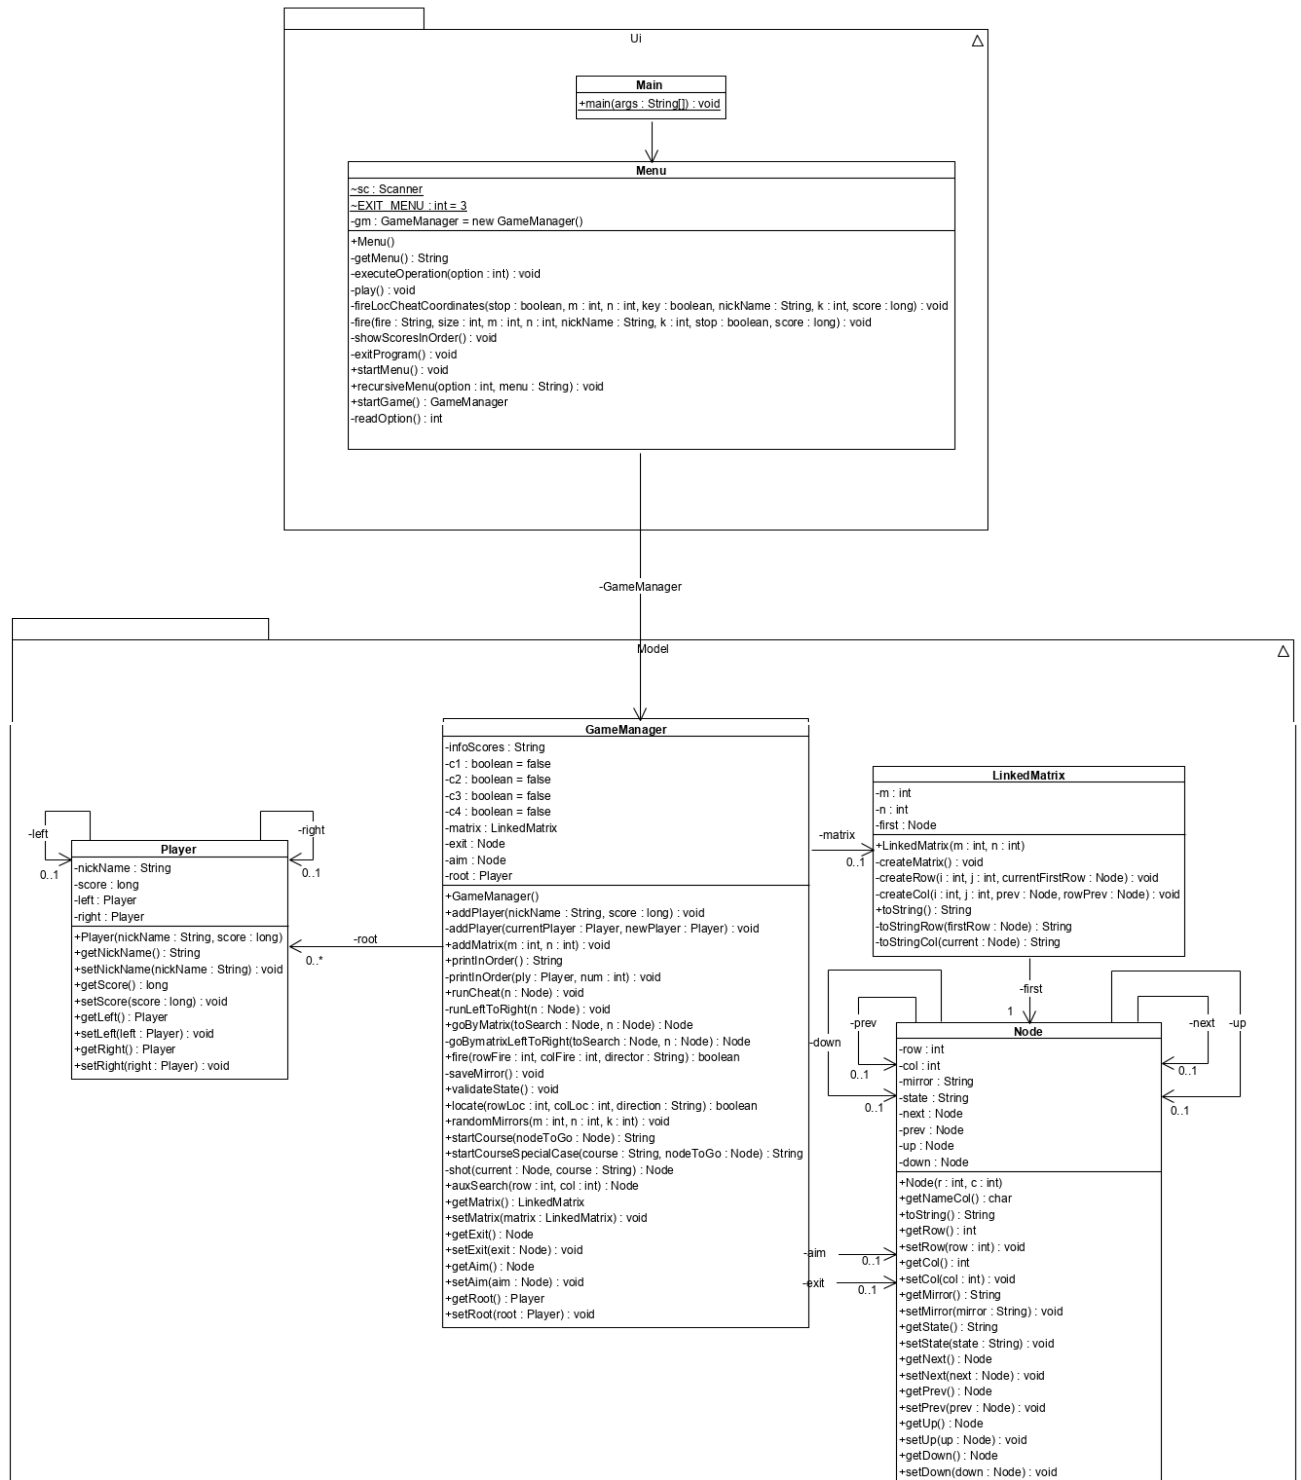 Ui
Main
+main(args : String[]) : void
Menu
~sc : Scanner
~EXIT_MENU : int = 3
-gm : GameManager = new GameManager()
+Menu()
-getMenu() : String
-executeOperation(option : int) : void
-play() : void
-fireLocCheatCoordinates(stop : boolean, m : int, n : int, key : boolean, nickName : String, k : int, score : long) : void
-fire(fire : String, size : int, m : int, n : int, nickName : String, k : int, stop : boolean, score : long) : void
-showScoresInOrder() : void
-exitProgram() : void
+startMenu() : void
+recursiveMenu(option : int, menu : String) : void
+startGame() : GameManager
-readOption() : int
-GameManager
Model
-left
-right
0..1
0..1
Player
-nickName : String
-score : long
-left : Player
-right : Player
+Player(nickName : String, score : long)
+getNickName() : String
+setNickName(nickName : String) : void
+getScore() : long
+setScore(score : long) : void
+getLeft() : Player
+setLeft(left : Player) : void
+getRight() : Player
+setRight(right : Player) : void
-root
0..*
GameManager
-infoScores : String
-c1 : boolean = false
-c2 : boolean = false
-c3 : boolean = false
-c4 : boolean = false
-matrix : LinkedMatrix
-exit : Node
-aim : Node
-root : Player
+GameManager()
+addPlayer(nickName : String, score : long) : void
-addPlayer(currentPlayer : Player, newPlayer : Player) : void
+addMatrix(m : int, n : int) : void
+printInOrder() : String
-printInOrder(ply : Player, num : int) : void
+runCheat(n : Node) : void
-runLeftToRight(n : Node) : void
+goByMatrix(toSearch : Node, n : Node) : Node
-goBymatrixLeftToRight(toSearch : Node, n : Node) : Node
+fire(rowFire : int, colFire : int, director : String) : boolean
-saveMirror() : void
+validateState() : void
+locate(rowLoc : int, colLoc : int, direction : String) : boolean
+randomMirrors(m : int, n : int, k : int) : void
+startCourse(nodeToGo : Node) : String
+startCourseSpecialCase(course : String, nodeToGo : Node) : String
-shot(current : Node, course : String) : Node
+auxSearch(row : int, col : int) : Node
+getMatrix() : LinkedMatrix
+setMatrix(matrix : LinkedMatrix) : void
+getExit() : Node
+setExit(exit : Node) : void
+getAim() : Node
+setAim(aim : Node) : void
+getRoot() : Player
+setRoot(root : Player) : void
-matrix
0..1
-aim
0..1
-exit
0..1
LinkedMatrix
-m : int
-n : int
-first : Node
+LinkedMatrix(m : int, n : int)
-createMatrix() : void
-createRow(i : int, j : int, currentFirstRow : Node) : void
-createCol(i : int, j : int, prev : Node, rowPrev : Node) : void
+toString() : String
-toStringRow(firstRow : Node) : String
-toStringCol(current : Node) : String
-first
1
-prev
0..1
-down
0..1
-next
0..1
-up
0..1
Node
-row : int
-col : int
-mirror : String
-state : String
-next : Node
-prev : Node
-up : Node
-down : Node
+Node(r : int, c : int)
+getNameCol() : char
+toString() : String
+getRow() : int
+setRow(row : int) : void
+getCol() : int
+setCol(col : int) : void
+getMirror() : String
+setMirror(mirror : String) : void
+getState() : String
+setState(state : String) : void
+getNext() : Node
+setNext(next : Node) : void
+getPrev() : Node
+setPrev(prev : Node) : void
+getUp() : Node
+setUp(up : Node) : void
+getDown() : Node
+setDown(down : Node) : void